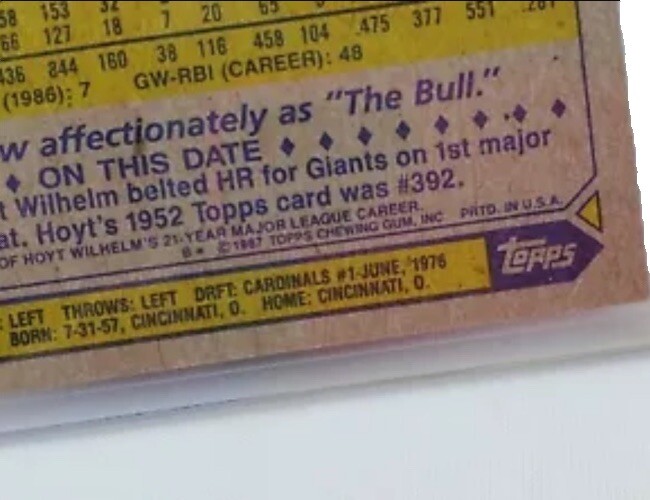 58 153 32
66 127 18 7 20 65
436 844 160 38 116 458 104 .475 377 551 .281
(1986): 7 GW-RBI (CAREER): 48
w affectionately as "The Bull."
ON THIS DATE
t Wilhelm belted HR for Giants on 1st major
at. Hoyt's 1952 Topps card was #392.
OF HOYT WILHELM'S 21-YEAR MAJOR LEAGUE CAREER.
B* ©1987 TOPPS CHEWING GUM, INC PRTD. IN U.S.A.
Topps
: LEFT THROWS: LEFT DRFT: CARDINALS #1-JUNE, 1976
BORN: 7-31-57, CINCINNATI, O. HOME: CINCINNATI, O.